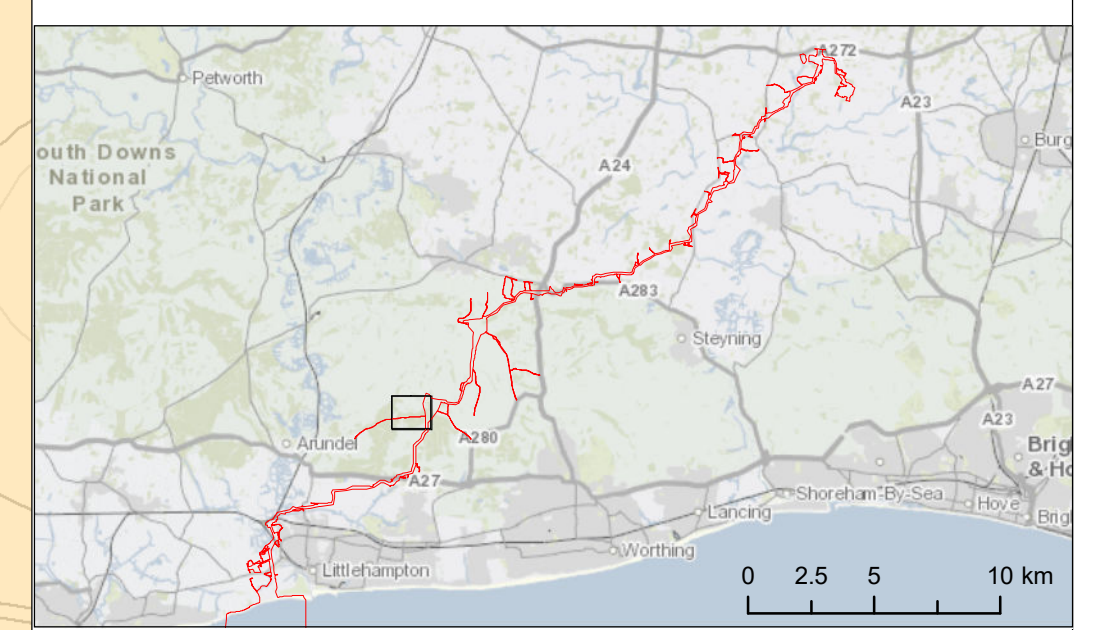 A272
Petworth
A23
Burg
outh Downs
National
Park
A24
A283
Steyning
A27
A23
Arundel
A280
Brig
& Ho
A27
Shoreham-By-Sea
Hove
Lancing
Brig
Worthing
Littlehampton
0 2.5 5 10 km